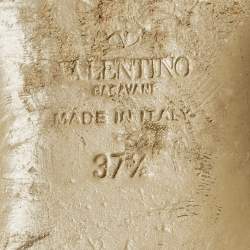 VALENTINO
GARAVANI
MADE IN ITALY
37½